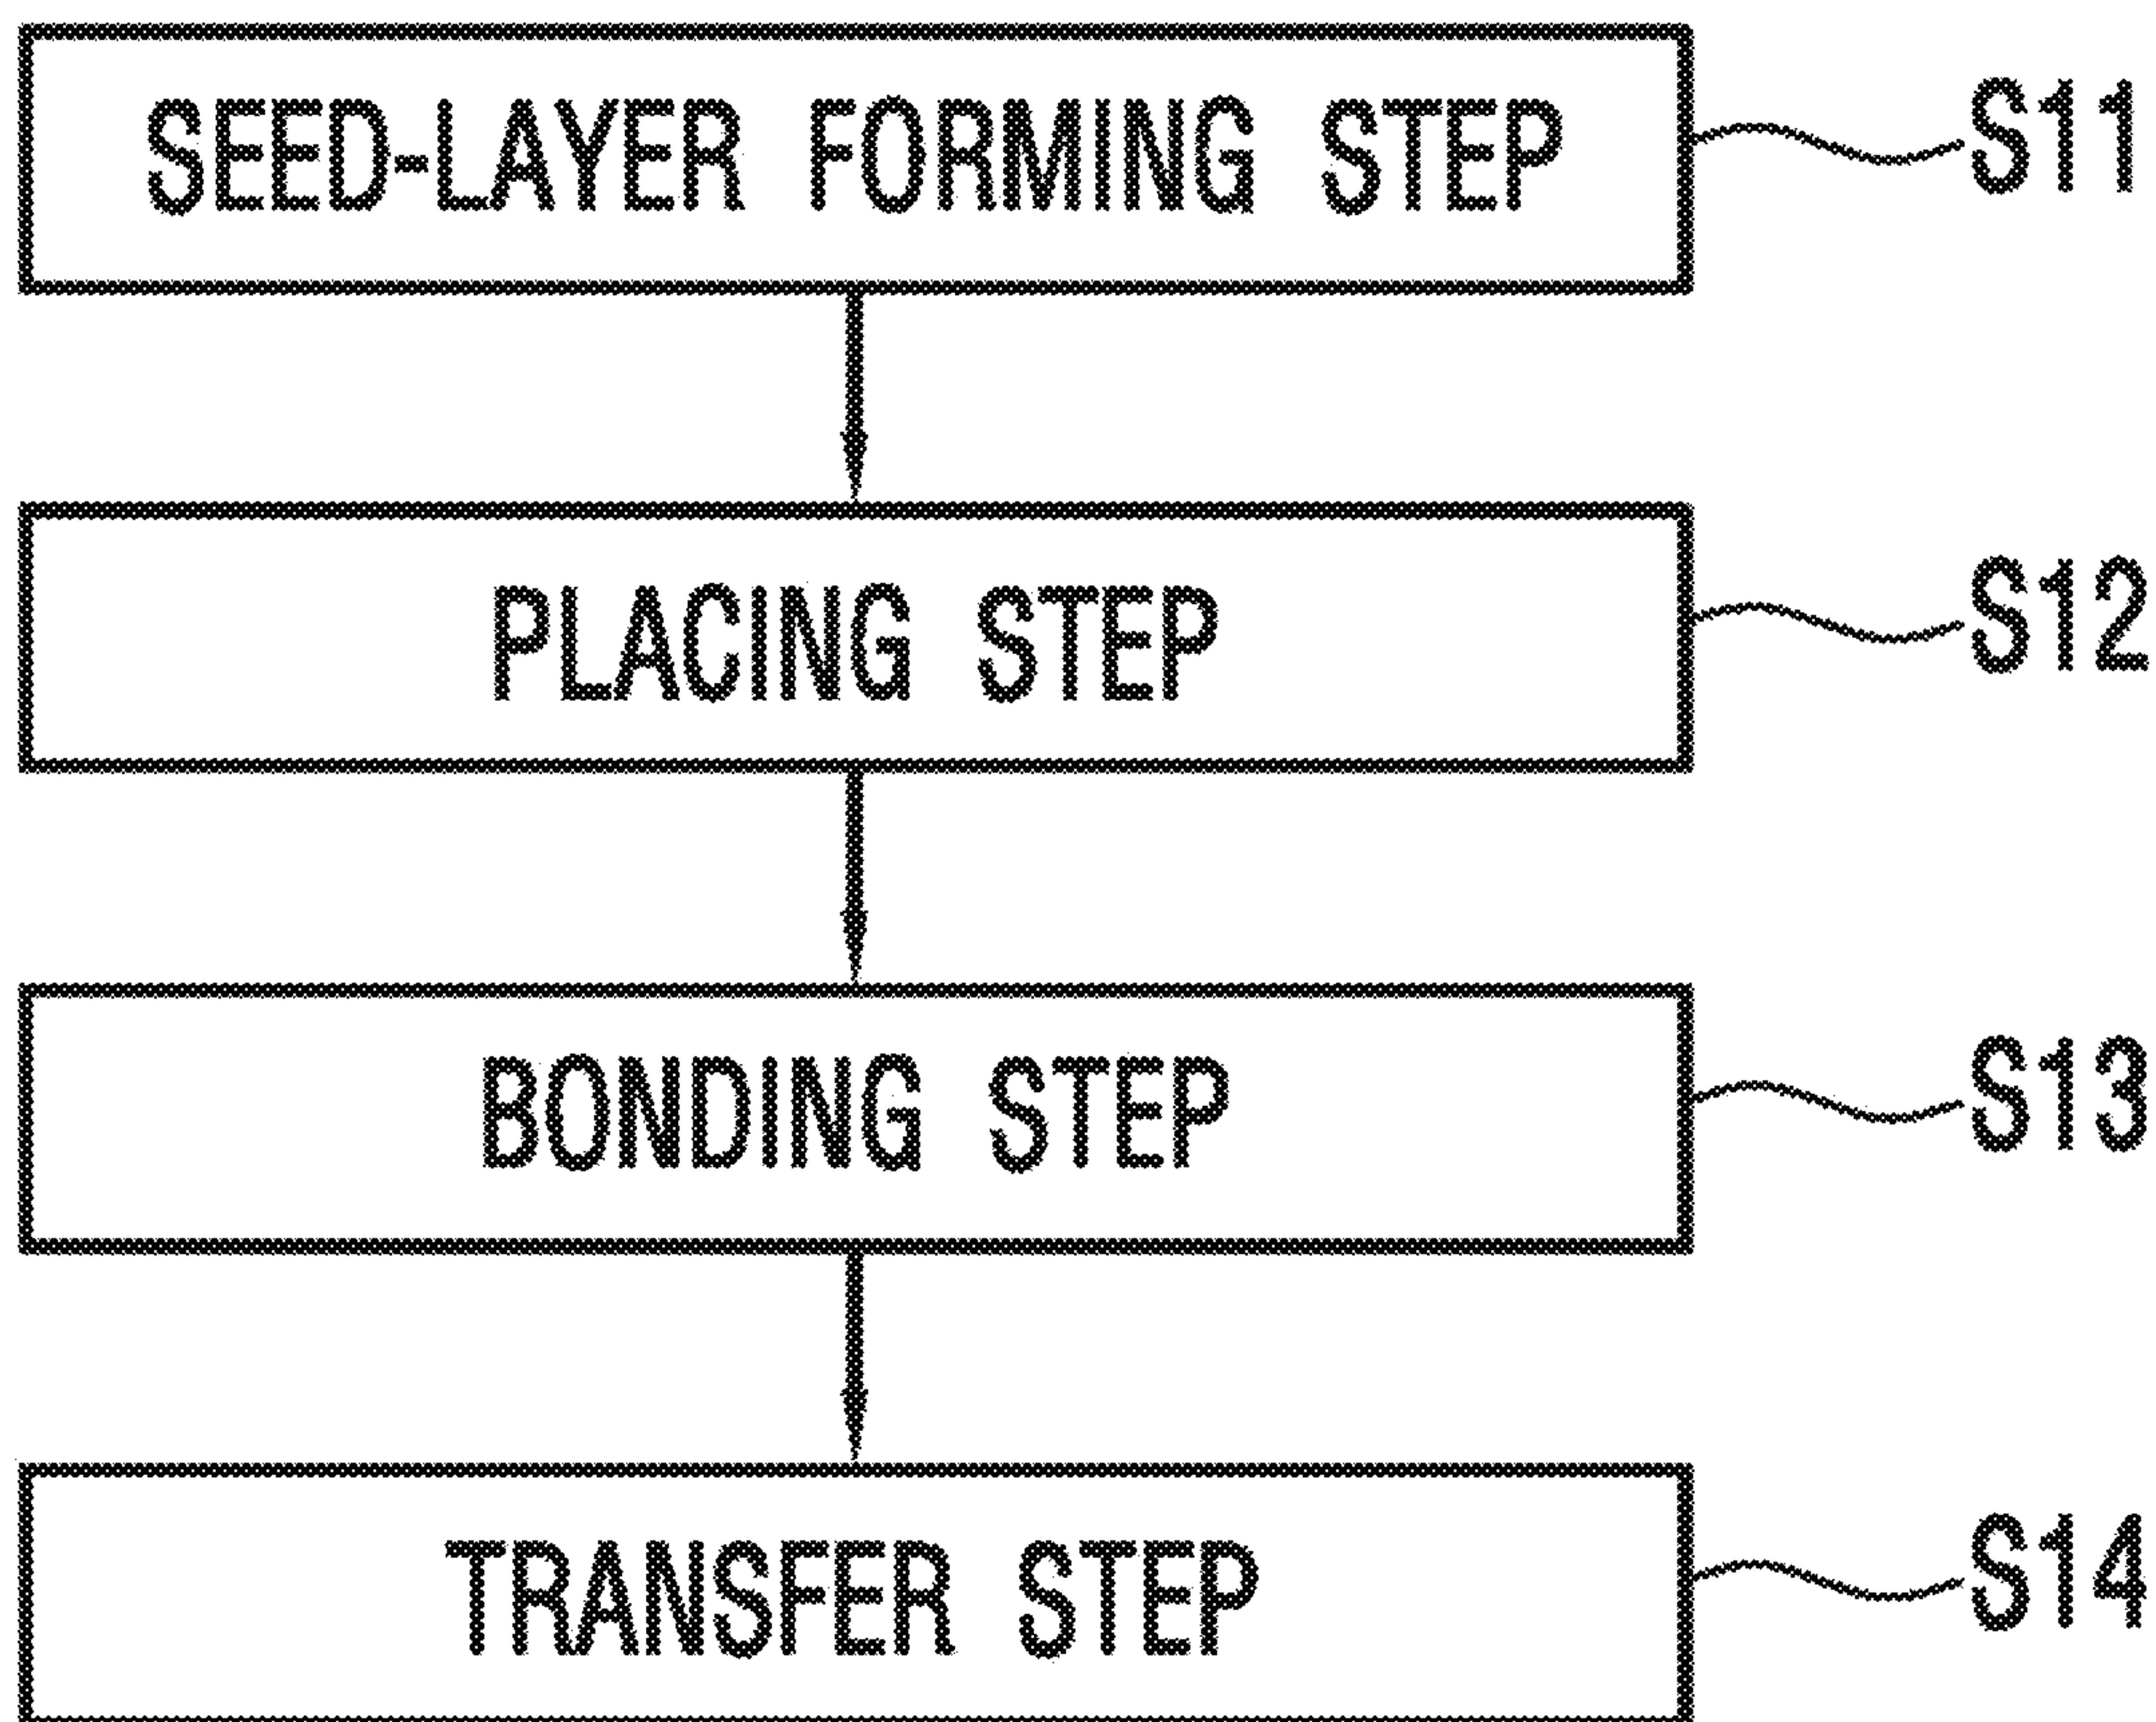 SEED-LAYER FORMING STEP S11
PLACING STEP S12
BONDING STEP S13
TRANSFER STEP S14